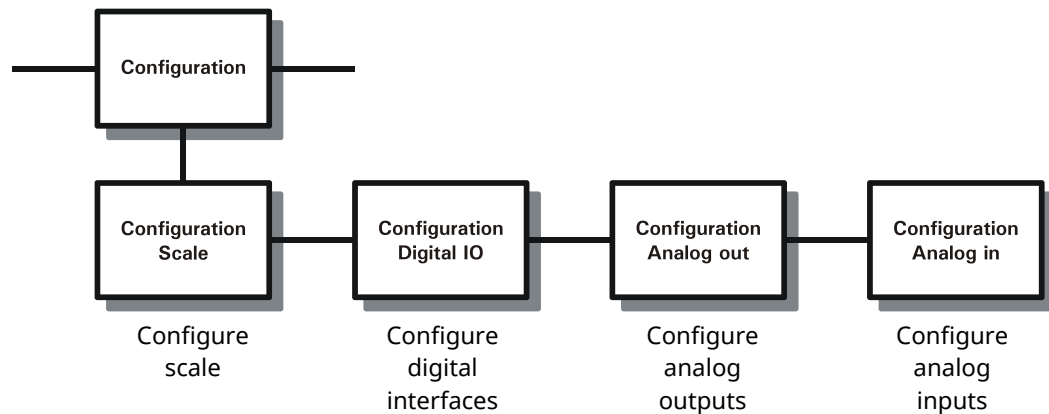 Configuration
Configuration
Scale
Configuration
Digital IO
Configuration
Analog out
Configuration
Analog in
Configure
scale
Configure
digital
interfaces
Configure
analog
outputs
Configure
analog
inputs